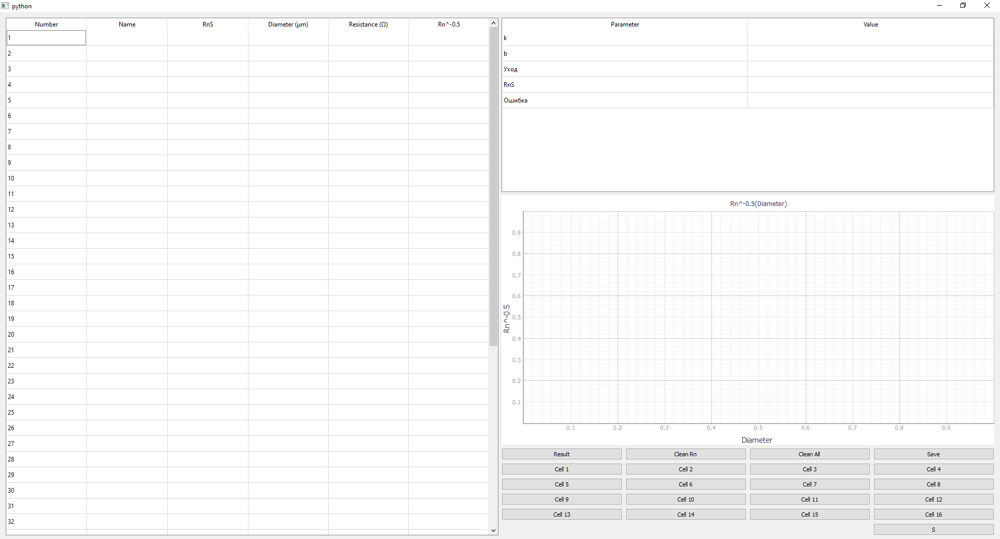 python
Number Name RnS Diameter (μm) Resistance (Ω) Rn^-0.5
1
2
3
4
5
6
7
8
9
10
11
12
13
14
15
16
17
18
19
20
21
22
23
24
25
26
27
28
29
30
31
32
Parameter Value
k
b
Уход
RnS
Ошибка
Rn^-0.5(Diameter)
Rn^-0.5
0.9
0.8
0.7
0.6
0.5
0.4
0.3
0.2
0.1
0.1 0.2 0.3 0.4 0.5 0.6 0.7 0.8 0.9
Diameter
Result Clean Rn Clean All Save
Cell 1 Cell 2 Cell 3 Cell 4
Cell 5 Cell 6 Cell 7 Cell 8
Cell 9 Cell 10 Cell 11 Cell 12
Cell 13 Cell 14 Cell 15 Cell 16
S